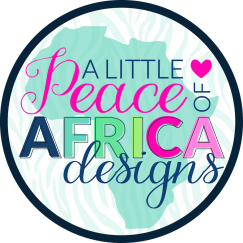 A LITTLE
Peace OF
AFRICA
designs